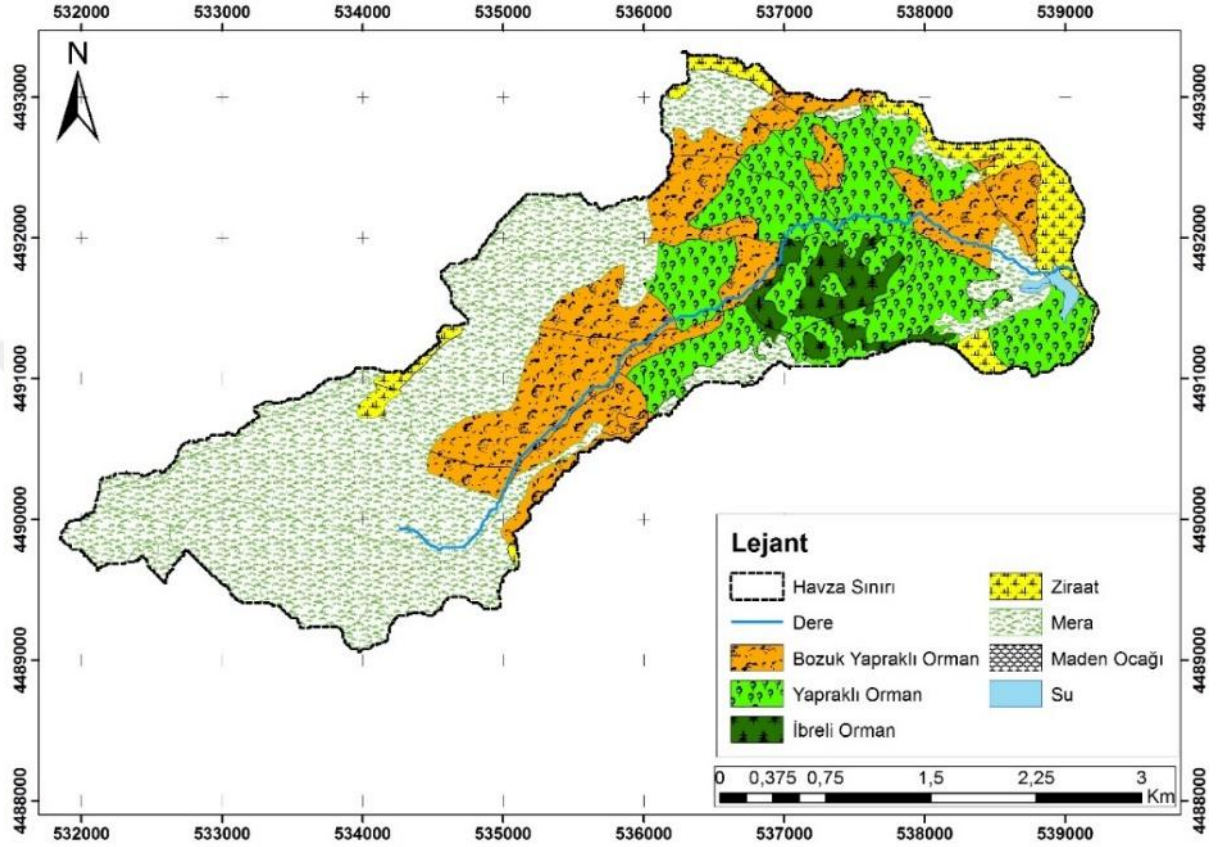 532000 533000 534000 535000 536000 537000 538000 539000
N
4493000 4493000
4492000 4492000
4491000 4491000
4490000 4490000
4489000 4489000
4488000 4488000
Lejant
Havza Sınırı
Dere
Bozuk Yapraklı Orman
Yapraklı Orman
İbreli Orman
Ziraat
Mera
Maden Ocağı
Su
0 0,375 0,75 1,5 2,25 3
Km
532000 533000 534000 535000 536000 537000 538000 539000